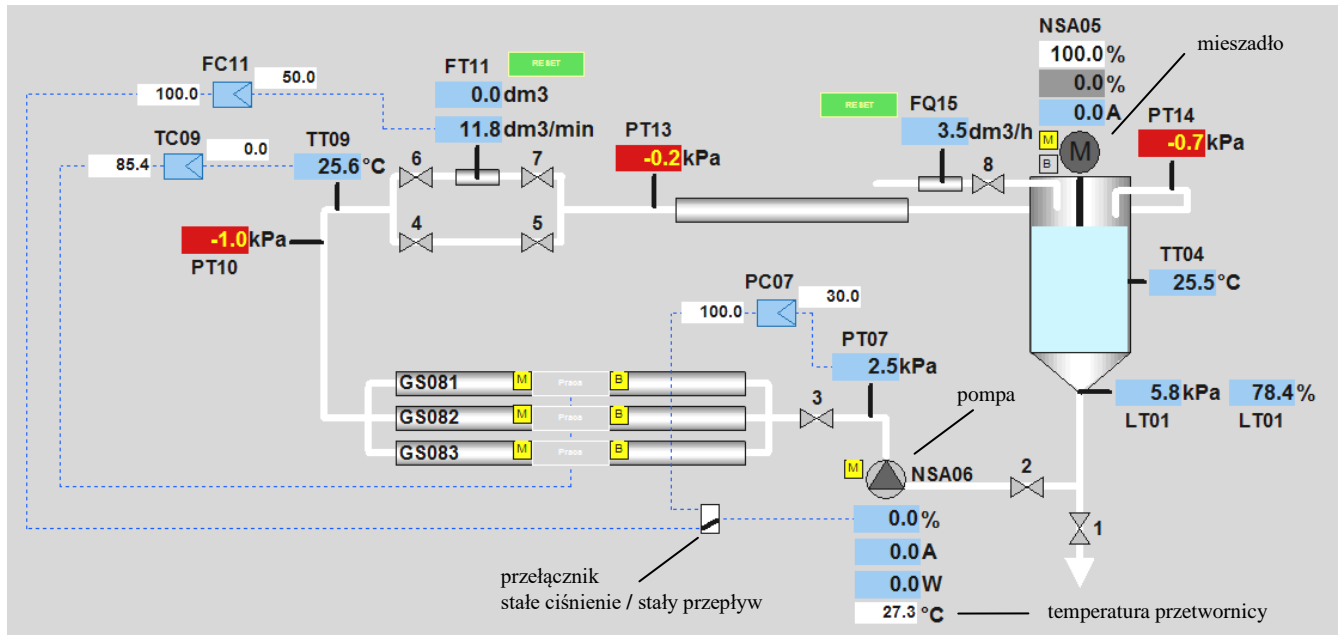 NSA05
100.0 %
0.0 %
0.0 A
mieszadło
FC11
50.0
100.0
FT11
RESET
0.0 dm3
11.8 dm3/min
RESET
FQ15
3.5 dm3/h
M
B
M
PT14
-0.7 kPa
TC09
0.0
85.4
TT09
25.6 °C
6
7
PT13
-0.2 kPa
8
4
5
-1.0 kPa
PT10
TT04
25.5 °C
PC07
30.0
100.0
PT07
2.5 kPa
GS081
M
Praca
B
GS082
M
Praca
B
GS083
M
Praca
B
3
pompa
5.8 kPa
LT01
78.4 %
LT01
M
NSA06
2
1
0.0 %
0.0 A
0.0 W
27.3 °C
przełącznik
stałe ciśnienie / stały przepływ
temperatura przetwornicy